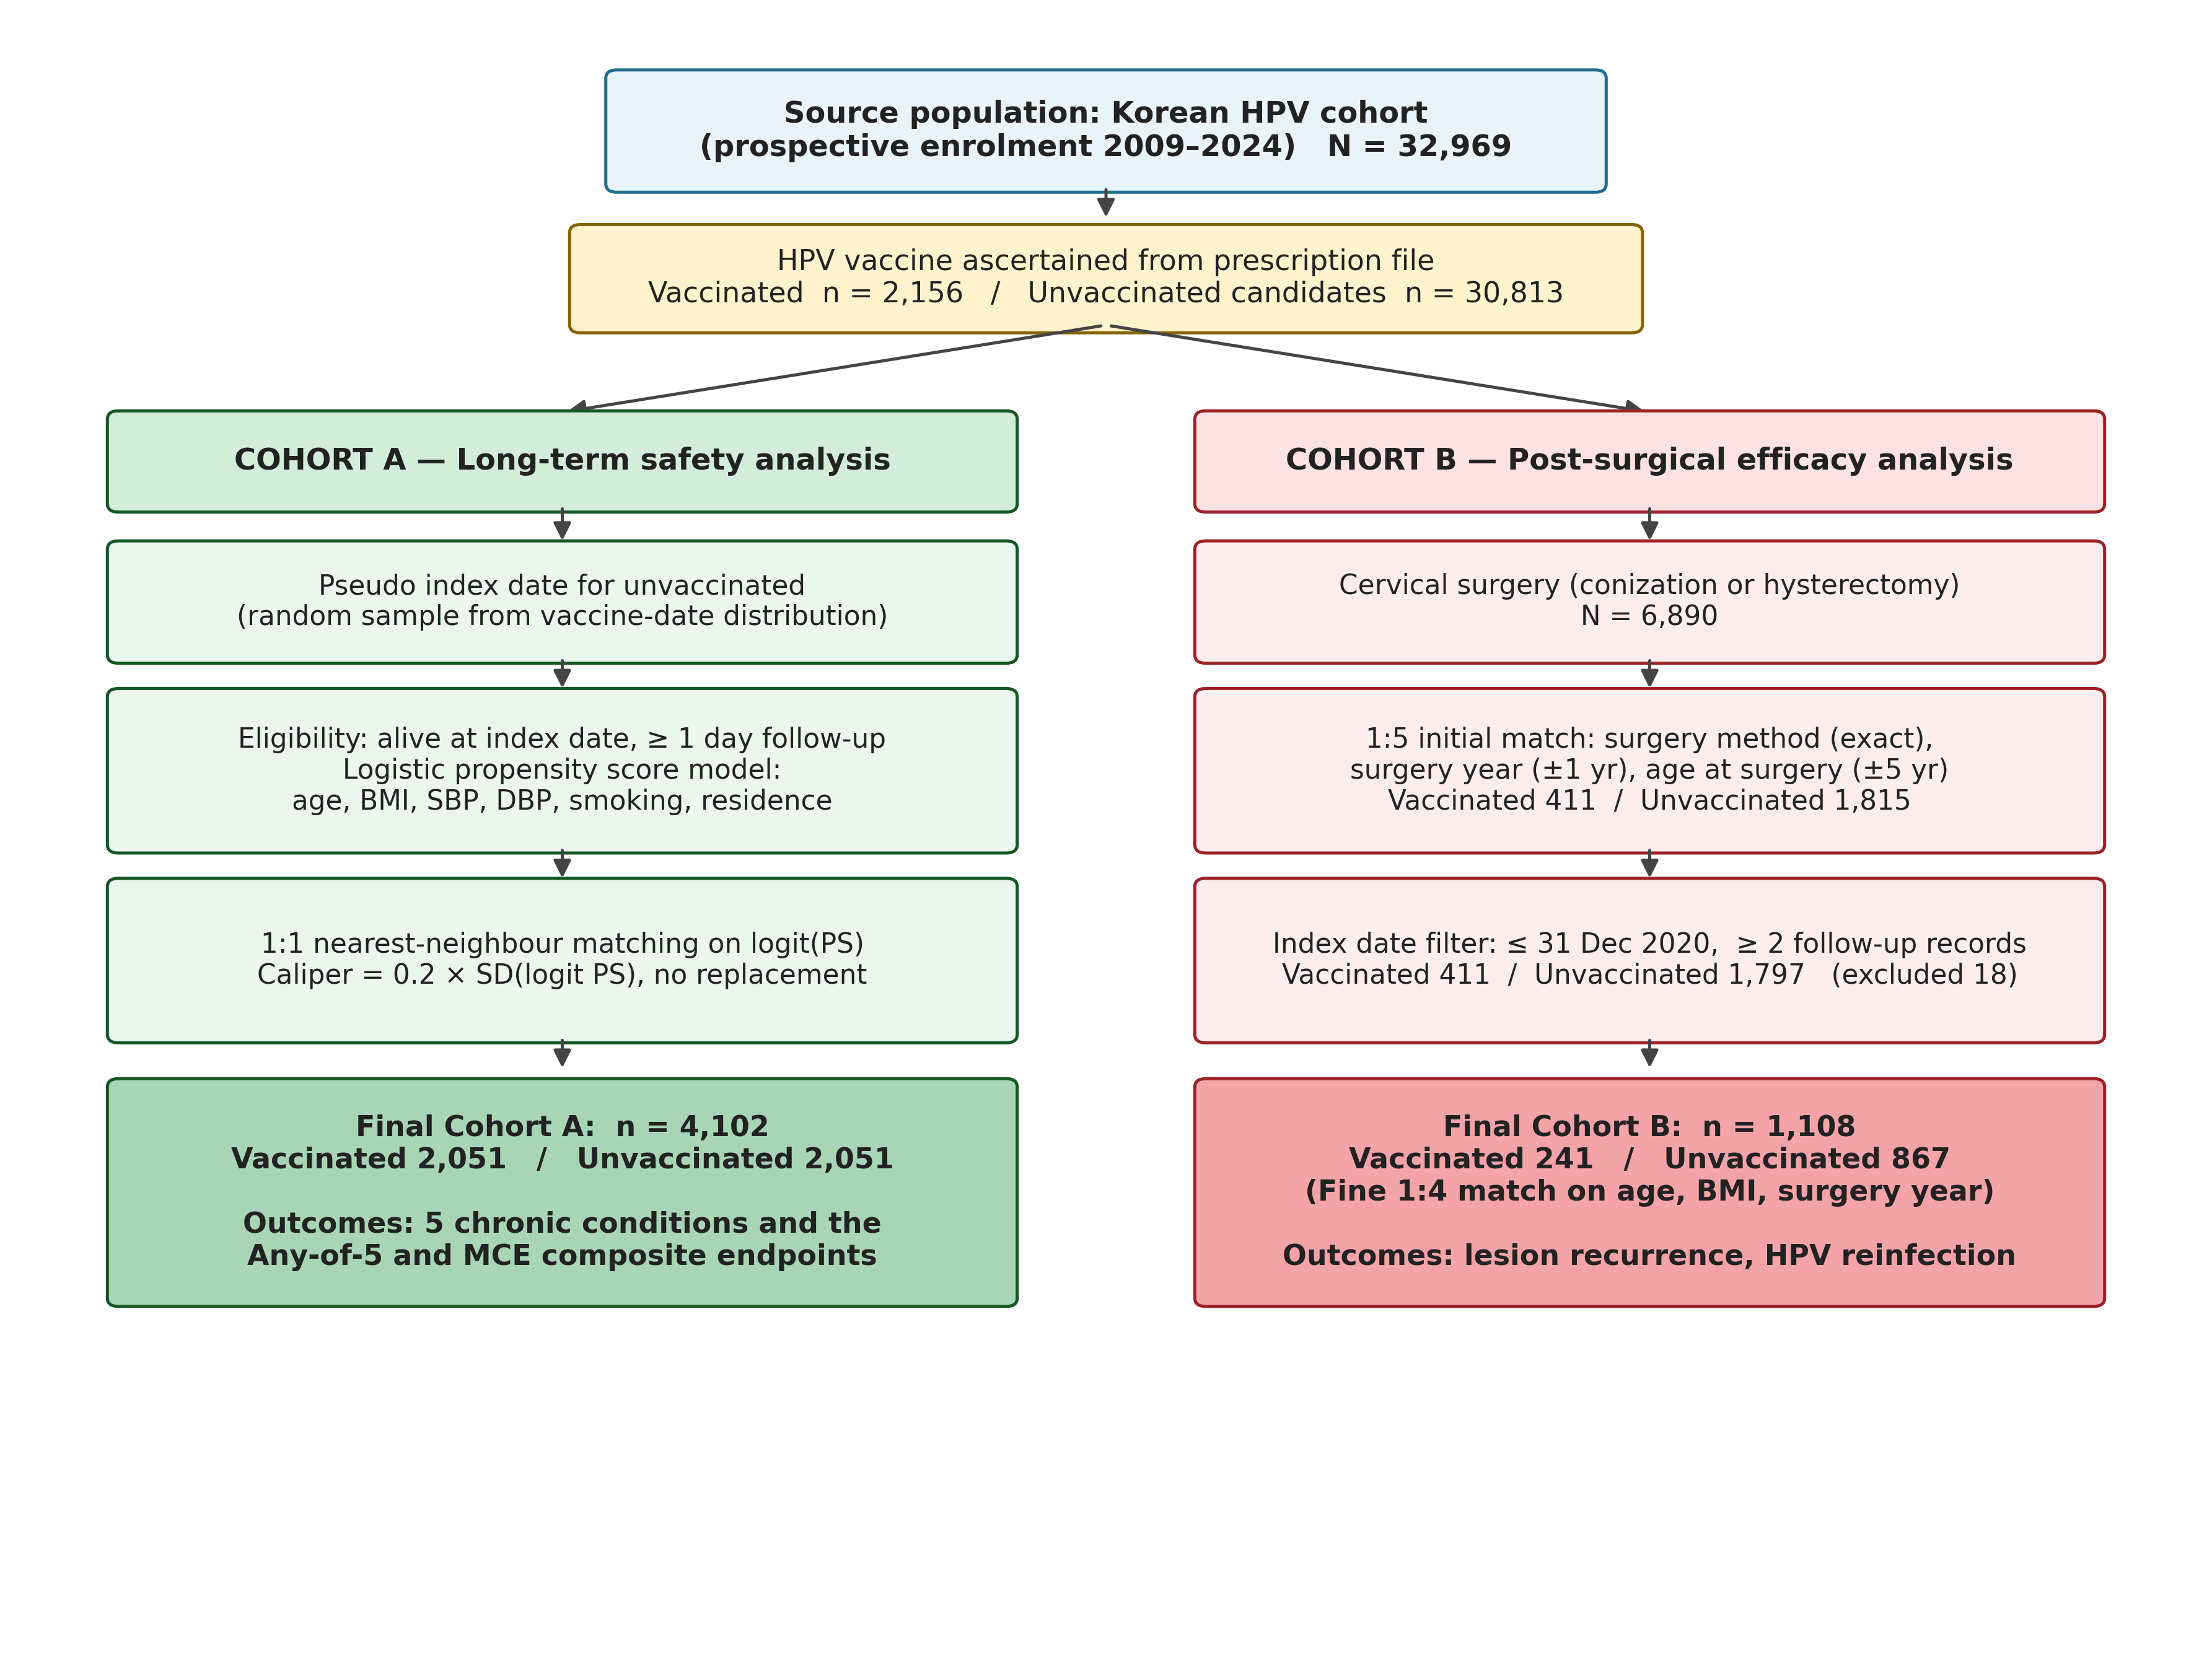 Source population: Korean HPV cohort
(prospective enrolment 2009–2024)   N = 32,969
HPV vaccine ascertained from prescription file
Vaccinated  n = 2,156   /   Unvaccinated candidates  n = 30,813
COHORT A — Long-term safety analysis
Pseudo index date for unvaccinated
(random sample from vaccine-date distribution)
Eligibility: alive at index date, ≥ 1 day follow-up
Logistic propensity score model:
age, BMI, SBP, DBP, smoking, residence
1:1 nearest-neighbour matching on logit(PS)
Caliper = 0.2 × SD(logit PS), no replacement
Final Cohort A:  n = 4,102
Vaccinated 2,051   /   Unvaccinated 2,051
Outcomes: 5 chronic conditions and the
Any-of-5 and MCE composite endpoints
COHORT B — Post-surgical efficacy analysis
Cervical surgery (conization or hysterectomy)
N = 6,890
1:5 initial match: surgery method (exact),
surgery year (±1 yr), age at surgery (±5 yr)
Vaccinated 411  /  Unvaccinated 1,815
Index date filter: ≤ 31 Dec 2020,  ≥ 2 follow-up records
Vaccinated 411  /  Unvaccinated 1,797   (excluded 18)
Final Cohort B:  n = 1,108
Vaccinated 241   /   Unvaccinated 867
(Fine 1:4 match on age, BMI, surgery year)
Outcomes: lesion recurrence, HPV reinfection